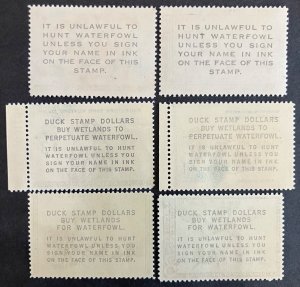 IT IS UNLAWFUL TO
HUNT WATERFOWL
UNLESS YOU SIGN
YOUR NAME IN INK
ON THE FACE OF THIS
STAMP.
IT IS UNLAWFUL TO
HUNT WATERFOWL
UNLESS YOU SIGN
YOUR NAME IN INK
ON THE FACE OF THIS
STAMP.
DUCK STAMP DOLLARS
BUY WETLANDS TO
PERPETUATE WATERFOWL.
IT IS UNLAWFUL TO HUNT
WATERFOWL UNLESS YOU
SIGN YOUR NAME IN INK
ON THE FACE OF THIS STAMP.
DUCK STAMP DOLLARS
BUY WETLANDS TO
PERPETUATE WATERFOWL.
IT IS UNLAWFUL TO HUNT
WATERFOWL UNLESS YOU
SIGN YOUR NAME IN INK
ON THE FACE OF THIS STAMP.
DUCK STAMP DOLLARS
BUY WETLANDS
FOR WATERFOWL.
IT IS UNLAWFUL TO HUNT
WATERFOWL UNLESS YOU
SIGN YOUR NAME IN INK
ON THE FACE OF THIS STAMP.
DUCK STAMP DOLLARS
BUY WETLANDS
FOR WATERFOWL.
IT IS UNLAWFUL TO HUNT
WATERFOWL UNLESS YOU
SIGN YOUR NAME IN INK
ON THE FACE OF THIS STAMP.